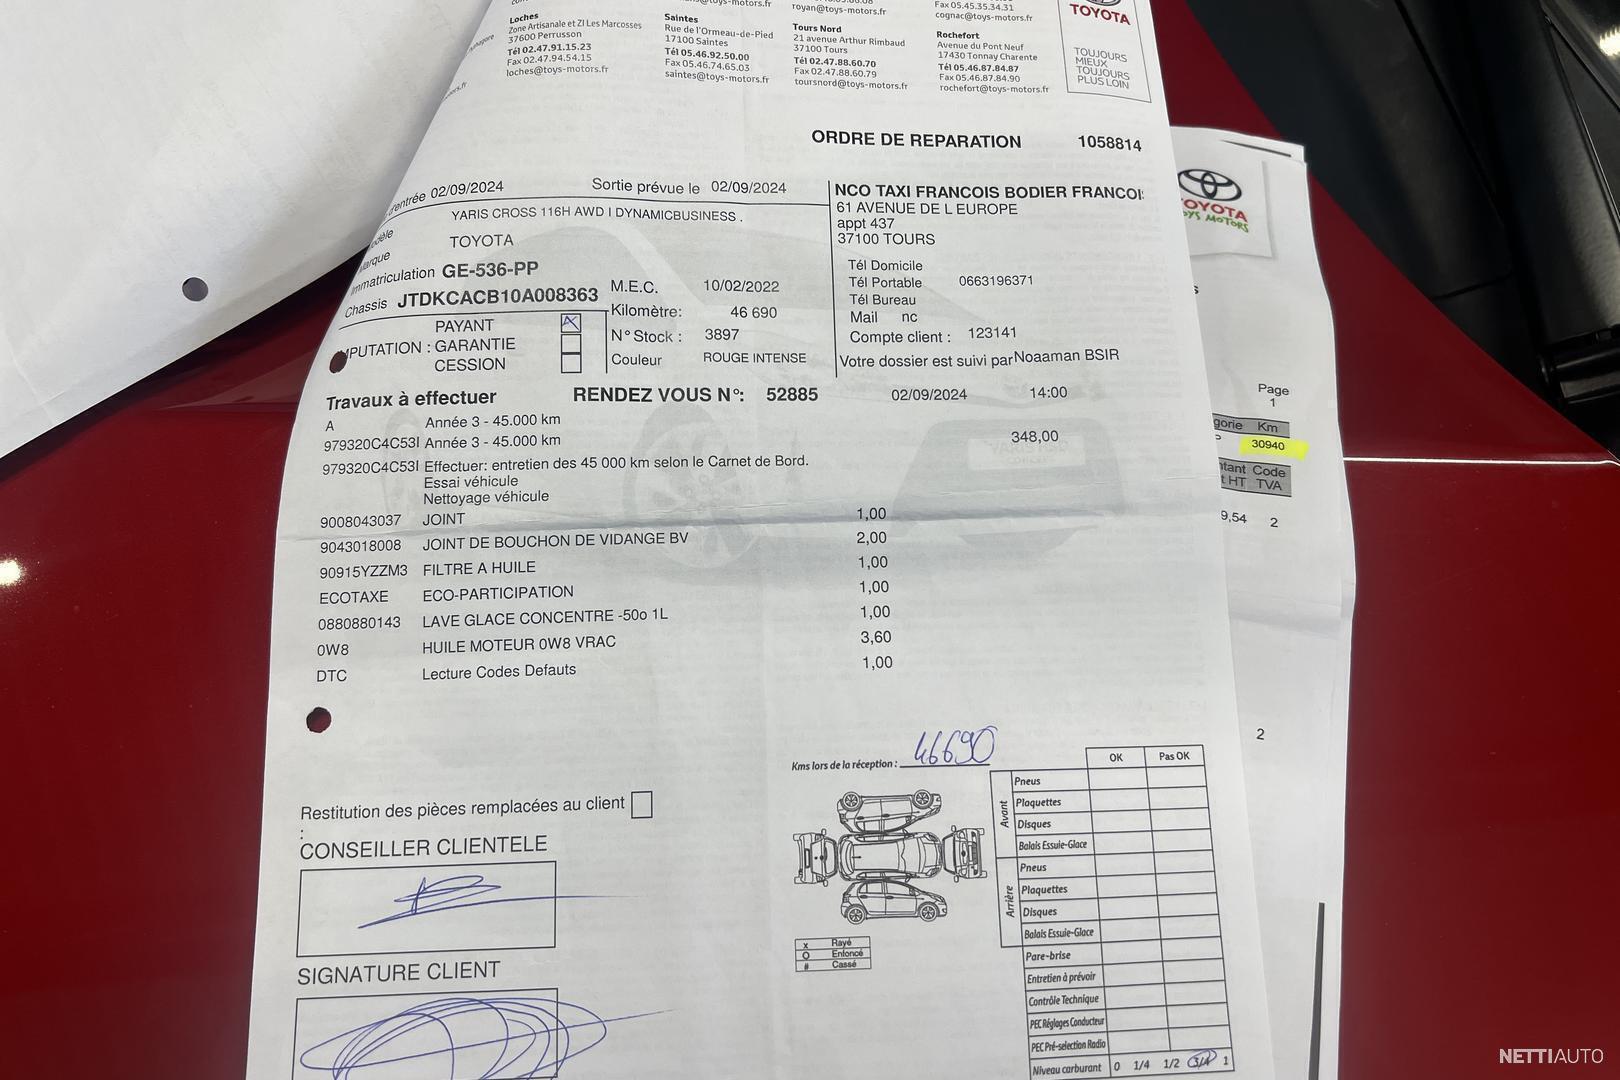 royan@toys-motors.fr
Fax 05.45.35.34.31
cognac@toys-motors.fr
TOYOTA
Loches
Zone Artisanale et ZI Les Marcosses
37600 Perrusson
Tél 02.47.91.15.23
Fax 02.47.94.54.15
loches@toys-motors.fr
Saintes
Rue de l'Ormeau-de-Pied
17100 Saintes
Tél 05.46.92.50.00
Fax 05.46.74.65.03
saintes@toys-motors.fr
Tours Nord
21 avenue Arthur Rimbaud
37100 Tours
Tél 02.47.88.60.70
Fax 02.47.88.60.79
toursnord@toys-motors.fr
Rochefort
Avenue du Pont Neuf
17430 Tonnay Charente
Tél 05.46.87.84.87
Fax 05.46.87.84.90
rochefort@toys-motors.fr
TOUJOURS
MIEUX
TOUJOURS
PLUS LOIN
ORDRE DE REPARATION 1058814
d'entrée 02/09/2024 Sortie prévue le 02/09/2024
YARIS CROSS 116H AWD I DYNAMICBUSINESS .
Marque TOYOTA
Immatriculation GE-536-PP
Chassis JTDKCACB10A008363
M.E.C. 10/02/2022
Kilomètre: 46 690
N° Stock : 3897
Couleur ROUGE INTENSE
PAYANT X
MPUTATION : GARANTIE
CESSION
NCO TAXI FRANCOIS BODIER FRANCOI
61 AVENUE DE L EUROPE
appt 437
37100 TOURS
Tél Domicile
Tél Portable 0663196371
Tél Bureau
Mail nc
Compte client : 123141
Votre dossier est suivi par Noaaman BSIR
Travaux à effectuer RENDEZ VOUS N°: 52885 02/09/2024 14:00
A Année 3 - 45.000 km
979320C4C53I Année 3 - 45.000 km 348,00
979320C4C53I Effectuer: entretien des 45 000 km selon le Carnet de Bord.
Essai véhicule
Nettoyage véhicule
9008043037 JOINT 1,00
9043018008 JOINT DE BOUCHON DE VIDANGE BV 2,00
90915YZZM3 FILTRE A HUILE 1,00
ECOTAXE ECO-PARTICIPATION 1,00
0880880143 LAVE GLACE CONCENTRE -50o 1L 1,00
0W8 HUILE MOTEUR 0W8 VRAC 3,60
DTC Lecture Codes Defauts 1,00
Kms lors de la réception : 46690
Restitution des pièces remplacées au client
:
CONSEILLER CLIENTELE
SIGNATURE CLIENT
x Rayé
O Enfoncé
# Cassé
OK Pas OK
Avant
Pneus
Plaquettes
Disques
Balais Essuie-Glace
Arrière
Pneus
Plaquettes
Disques
Balais Essuie-Glace
Pare-brise
Entretien à prévoir
Contrôle Technique
PEC Réglages Conducteur
PEC Pré-selection Radio
Niveau carburant 0 1/4 1/2 3/4 1
TOYOTA
TOYS MOTORS
Page
1
gorie Km
30940
ntant Code
t HT TVA
9,54 2
2
NETTIAUTO